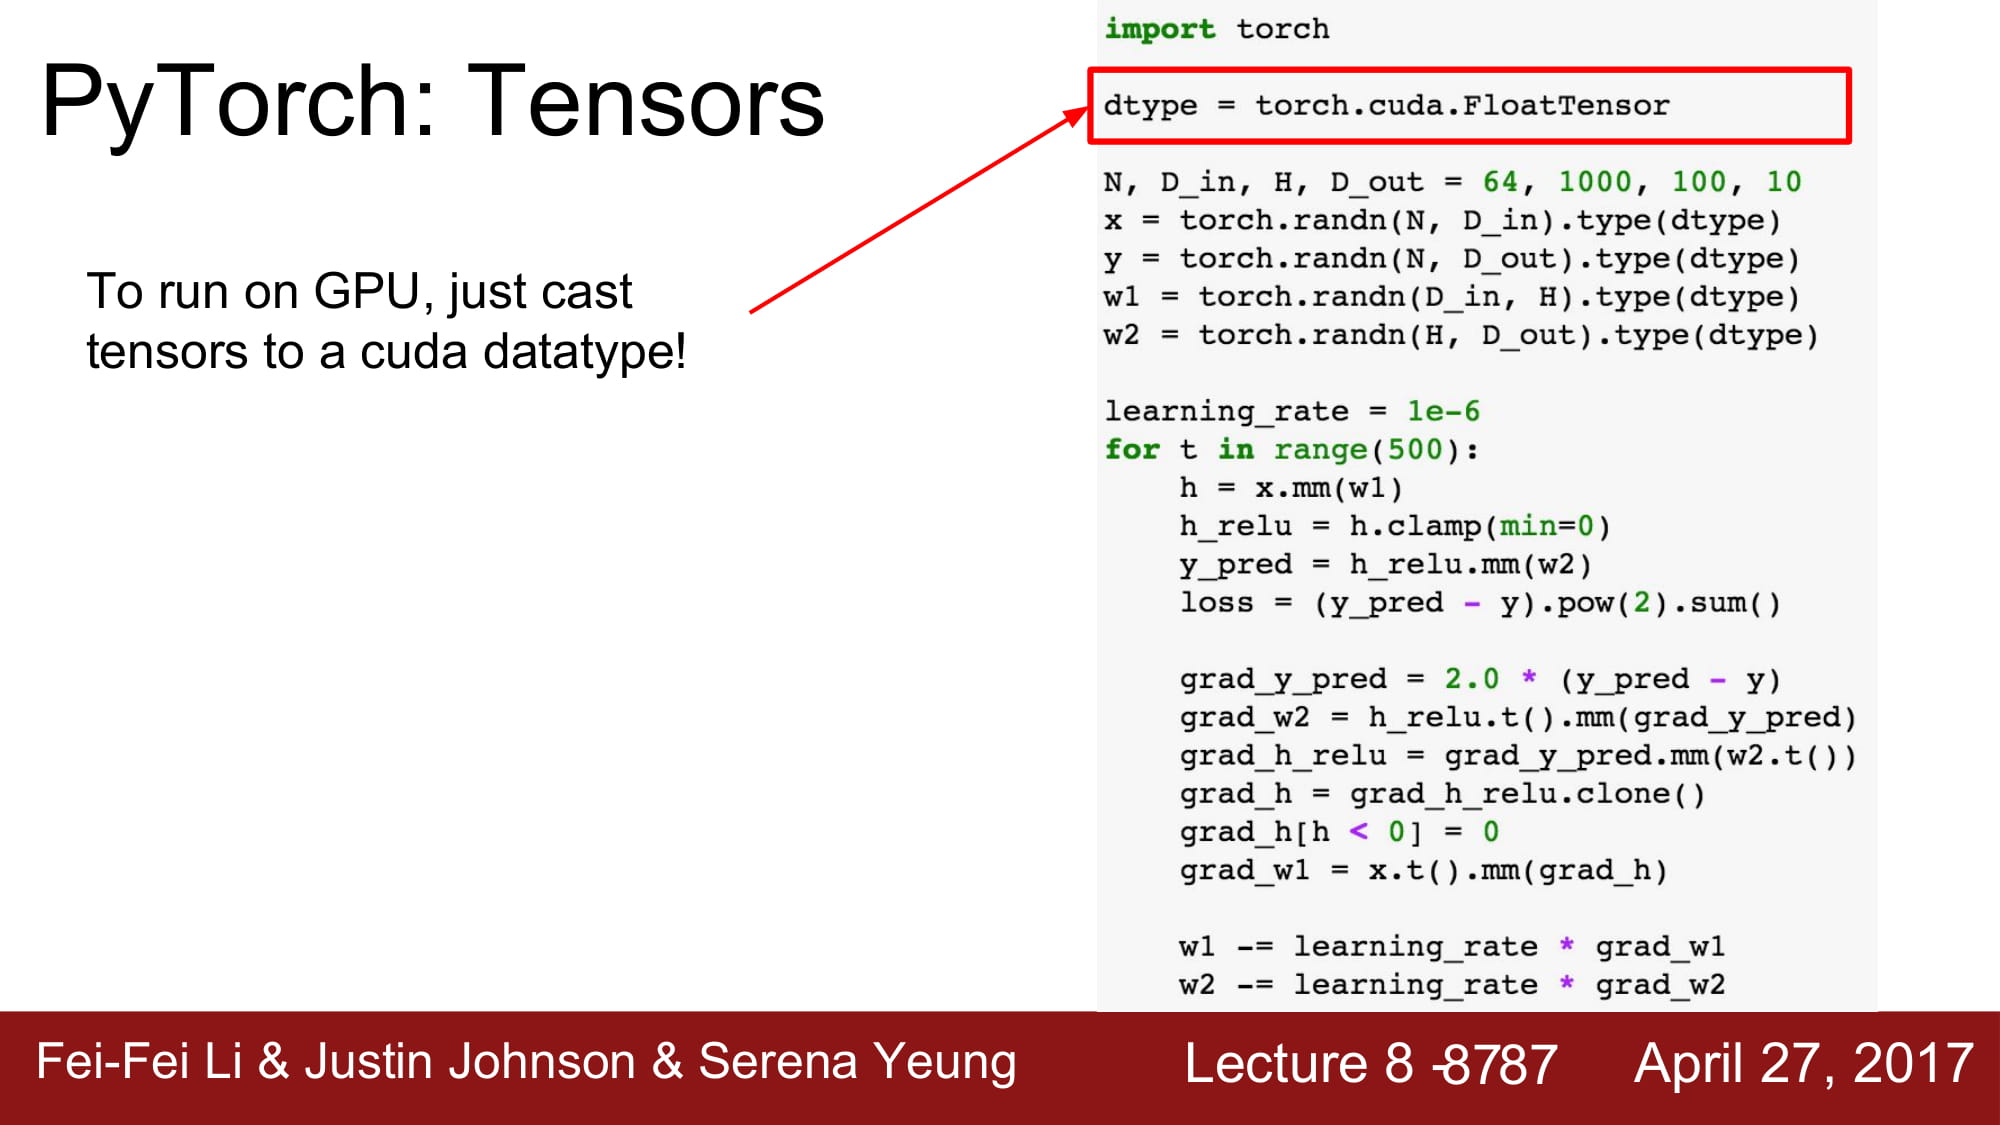 PyTorch: Tensors
To run on GPU, just cast
tensors to a cuda datatype!
import torch
dtype = torch.cuda.FloatTensor
N, D_in, H, D_out = 64, 1000, 100, 10
x = torch.randn(N, D_in).type(dtype)
y = torch.randn(N, D_out).type(dtype)
w1 = torch.randn(D_in, H).type(dtype)
w2 = torch.randn(H, D_out).type(dtype)
learning_rate = 1e-6
for t in range(500):
    h = x.mm(w1)
    h_relu = h.clamp(min=0)
    y_pred = h_relu.mm(w2)
    loss = (y_pred - y).pow(2).sum()
    grad_y_pred = 2.0 * (y_pred - y)
    grad_w2 = h_relu.t().mm(grad_y_pred)
    grad_h_relu = grad_y_pred.mm(w2.t())
    grad_h = grad_h_relu.clone()
    grad_h[h < 0] = 0
    grad_w1 = x.t().mm(grad_h)
    w1 -= learning_rate * grad_w1
    w2 -= learning_rate * grad_w2
Fei-Fei Li & Justin Johnson & Serena Yeung Lecture 8 -8787 April 27, 2017